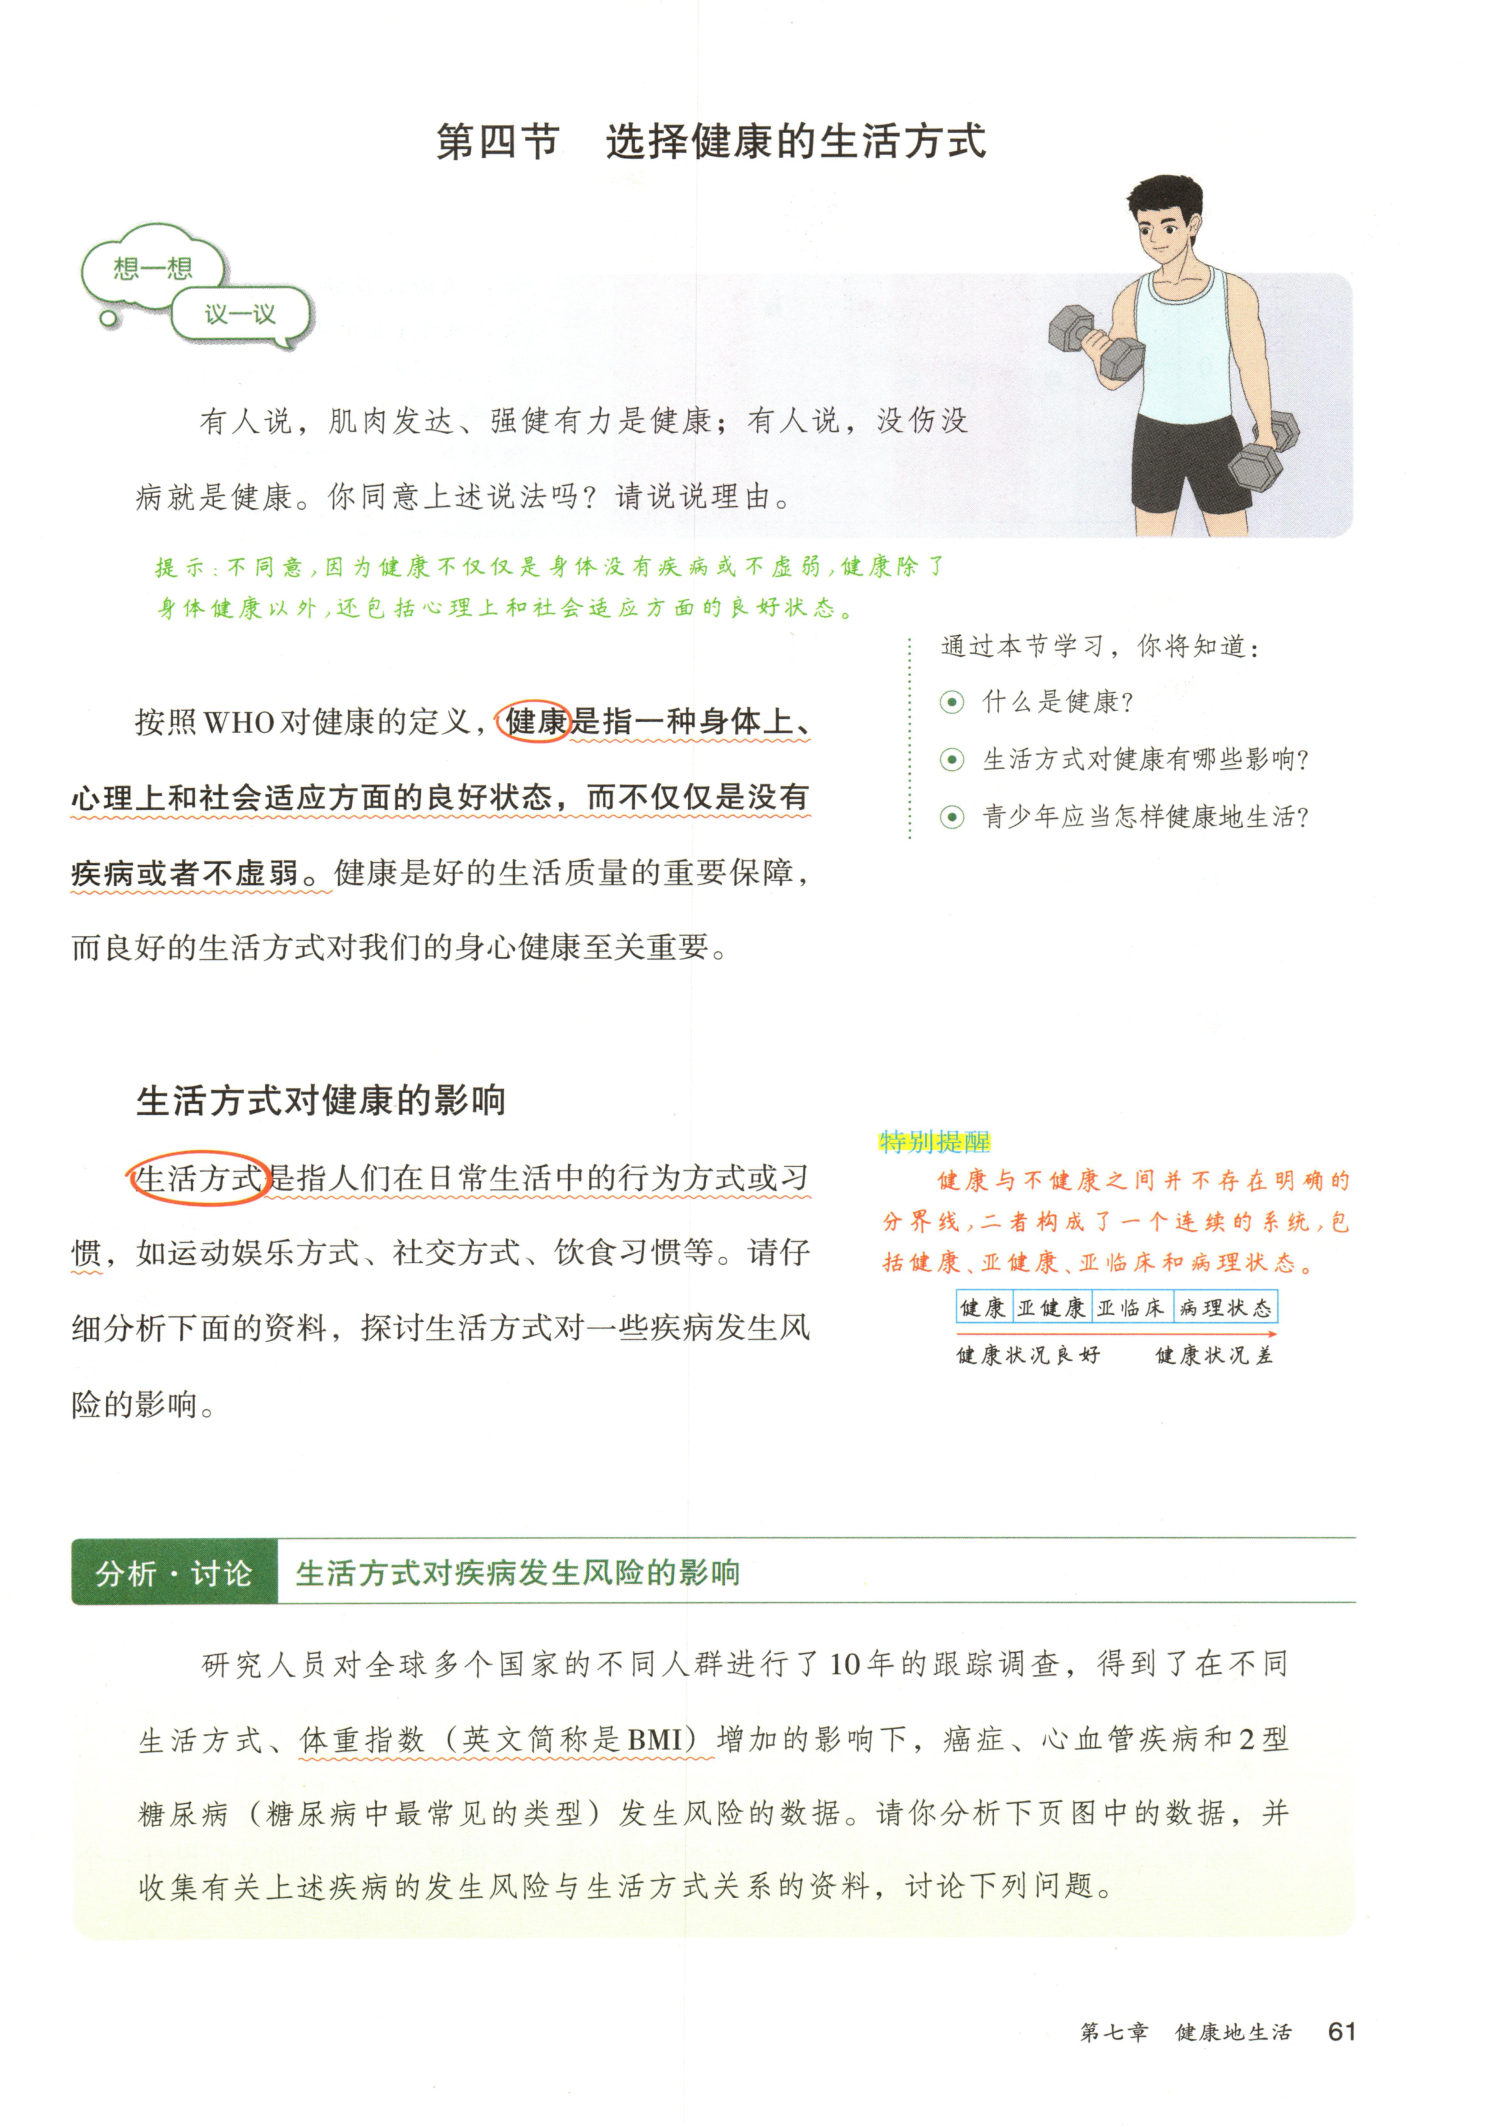 第四节 选择健康的生活方式
想一想
议一议
有人说，肌肉发达、强健有力是健康；有人说，没伤没
病就是健康。你同意上述说法吗？请说说理由。
提示：不同意，因为健康不仅仅是身体没有疾病或不虚弱，健康除了
身体健康以外，还包括心理上和社会适应方面的良好状态。
通过本节学习，你将知道：
什么是健康？
生活方式对健康有哪些影响？
青少年应当怎样健康地生活？
按照WHO对健康的定义，健康是指一种身体上、
心理上和社会适应方面的良好状态，而不仅仅是没有
疾病或者不虚弱。健康是好的生活质量的重要保障，
而良好的生活方式对我们的身心健康至关重要。
生活方式对健康的影响
生活方式是指人们在日常生活中的行为方式或习
惯，如运动娱乐方式、社交方式、饮食习惯等。请仔
细分析下面的资料，探讨生活方式对一些疾病发生风
险的影响。
特别提醒
健康与不健康之间并不存在明确的
分界线，二者构成了一个连续的系统，包
括健康、亚健康、亚临床和病理状态。
健康 亚健康 亚临床 病理状态
健康状况良好 健康状况差
分析·讨论 生活方式对疾病发生风险的影响
研究人员对全球多个国家的不同人群进行了10年的跟踪调查，得到了在不同
生活方式、体重指数（英文简称是BMI）增加的影响下，癌症、心血管疾病和2型
糖尿病（糖尿病中最常见的类型）发生风险的数据。请你分析下页图中的数据，并
收集有关上述疾病的发生风险与生活方式关系的资料，讨论下列问题。
第七章 健康地生活 61